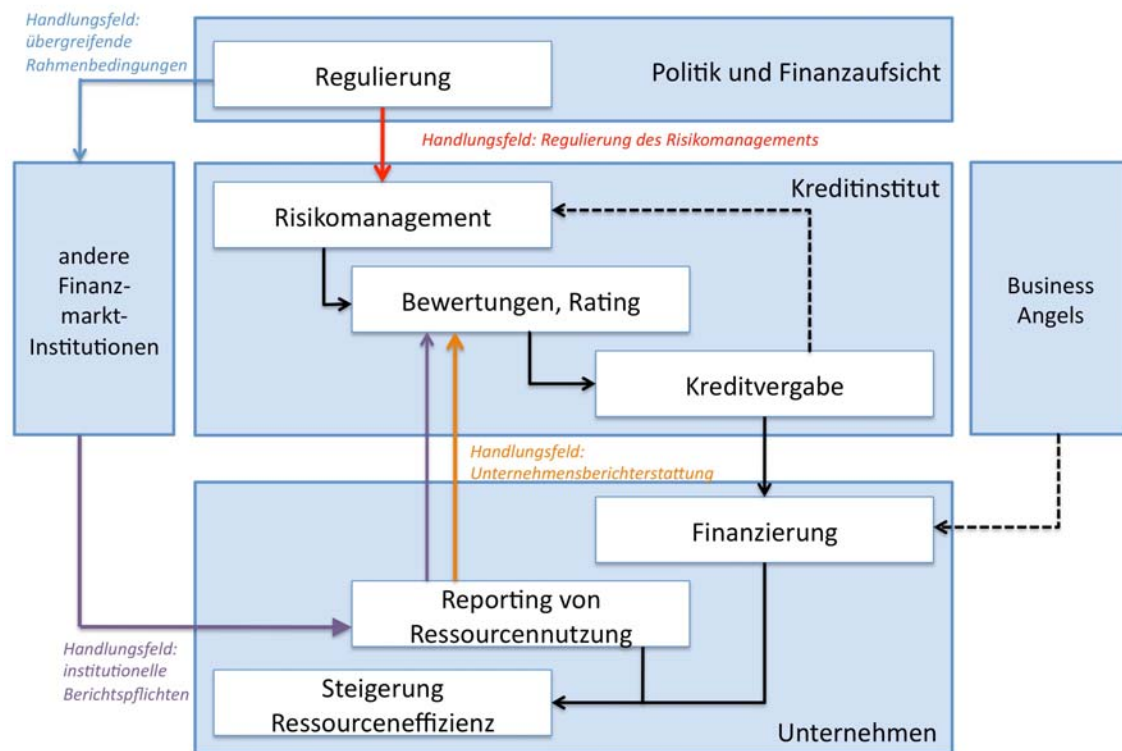 Handlungsfeld:
übergreifende
Rahmenbedingungen
Regulierung
Politik und Finanzaufsicht
Handlungsfeld: Regulierung des Risikomanagements
Kreditinstitut
Risikomanagement
andere
Finanz-
markt-
Institutionen
Bewertungen, Rating
Business
Angels
Kreditvergabe
Handlungsfeld:
Unternehmensberichterstattung
Finanzierung
Reporting von
Ressourcennutzung
Handlungsfeld:
institutionelle
Berichtspflichten
Steigerung
Ressourceneffizienz
Unternehmen